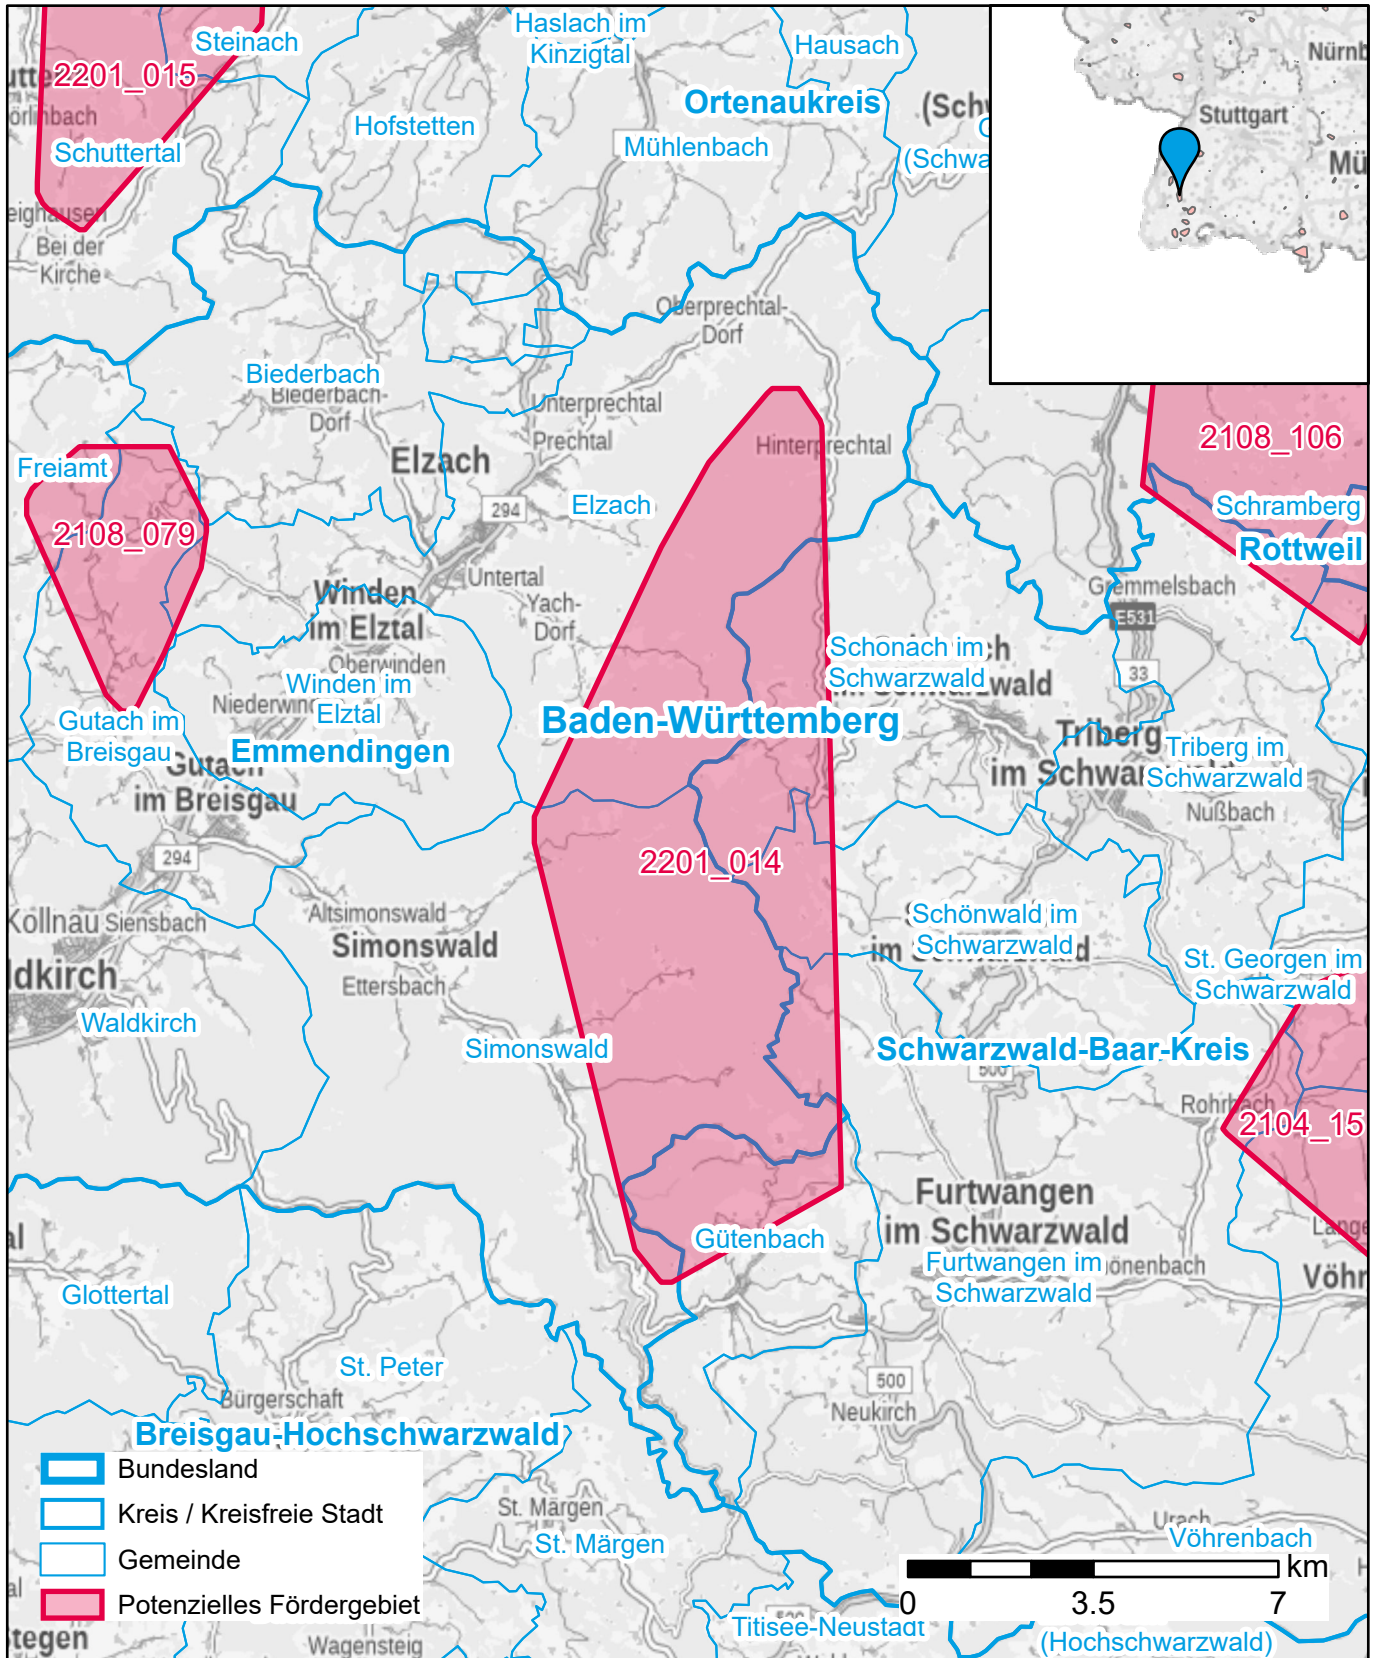 Steinach
Haslach im
Kinzigtal
Hausach
2201_015
Ortenaukreis
Hofstetten
Schuttertal
Mühlenbach
Bei der
Kirche
Oberprechtal-
Dorf
Biederbach
Biederbach-
Dorf
Unterprechtal
Prechtal
Hinterprechtal
Elzach
Freiamt
2108_079
294
Elzach
2108_106
Schramberg
Rottweil
Winden
im Elztal
Untertal
Yach-
Dorf
Gremmelsbach
E531
33
Oberwinden
Winden im
Elztal
Schonach im
Schwarzwald
Gutach im
Breisgau
Emmendingen
Baden-Württemberg
Gutach
im Breisgau
Triberg
im Schwarzwald
Triberg im
Schwarzwald
Nußbach
294
2201_014
Kollnau
Siensbach
Altsimonswald
Simonswald
Ettersbach
Schönwald im
Schwarzwald
St. Georgen im
Schwarzwald
Waldkirch
Simonswald
Schwarzwald-Baar-Kreis
500
Rohrbach
2104_15
Furtwangen
im Schwarzwald
Gütenbach
Furtwangen im
Schwarzwald
Glottertal
St. Peter
Bürgerschaft
500
Neukirch
Breisgau-Hochschwarzwald
St. Märgen
St. Märgen
Urach
Vöhrenbach
Titisee-Neustadt
(Hochschwarzwald)
Wagensteig
Bundesland
Kreis / Kreisfreie Stadt
Gemeinde
Potenzielles Fördergebiet
km
0 3.5 7
Stuttgart